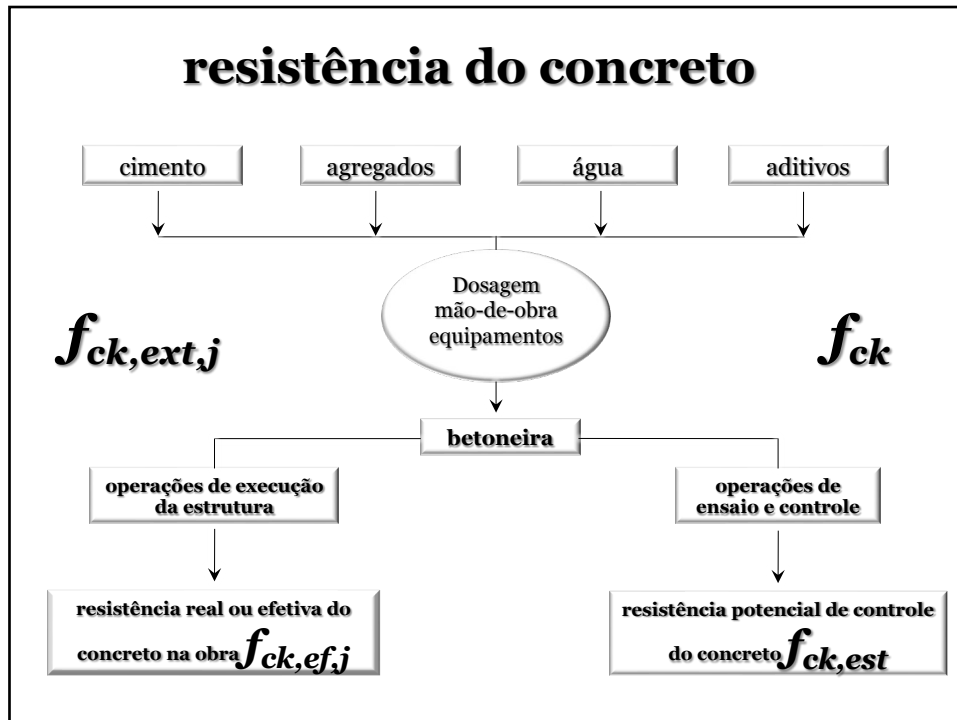 resistência do concreto
cimento
agregados
água
aditivos
Dosagem
mão-de-obra
equipamentos
fck,ext,j
fck
betoneira
operações de execução
da estrutura
operações de
ensaio e controle
resistência real ou efetiva do
concreto na obra fck,ef,j
resistência potencial de controle
do concreto fck,est